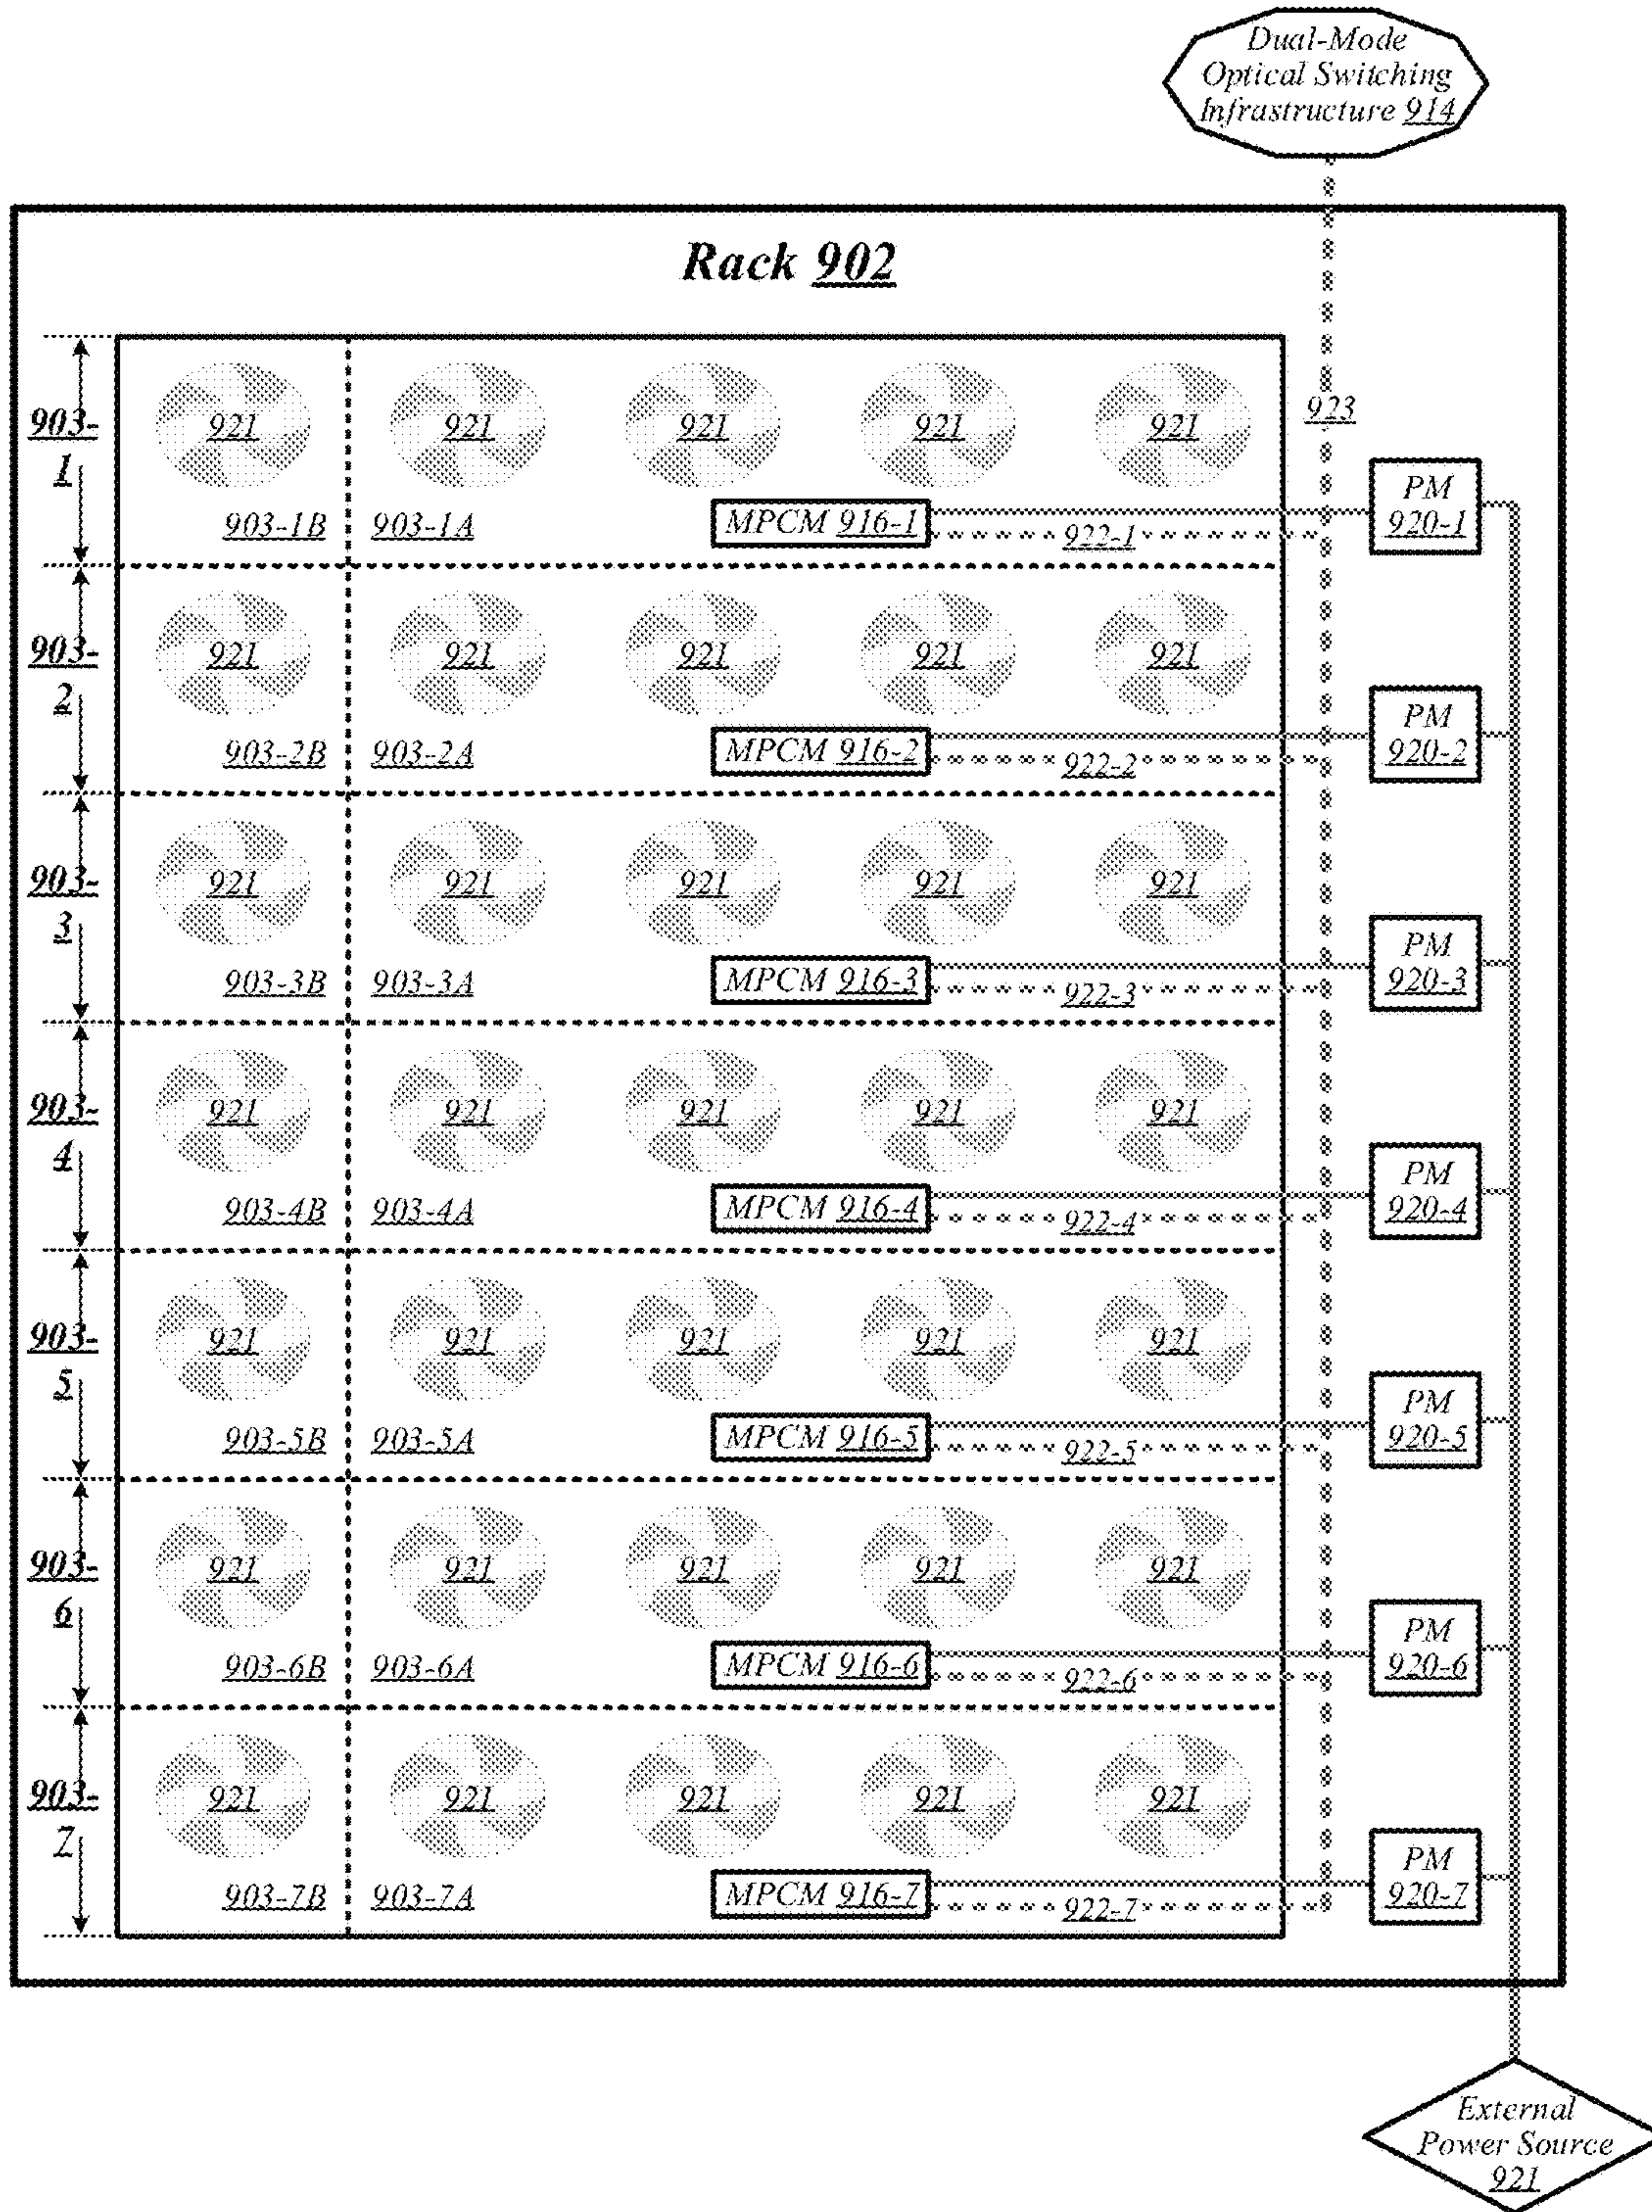 Dual-Mode
Optical Switching
Infrastructure 914
Rack 902
903-
1
921 921 921 921 921
923
903-1B 903-1A MPCM 916-1 922-1
PM
920-1
903-
2
921 921 921 921 921
903-2B 903-2A MPCM 916-2 922-2
PM
920-2
903-
3
921 921 921 921 921
903-3B 903-3A MPCM 916-3 922-3
PM
920-3
903-
4
921 921 921 921 921
903-4B 903-4A MPCM 916-4 922-4
PM
920-4
903-
5
921 921 921 921 921
903-5B 903-5A MPCM 916-5 922-5
PM
920-5
903-
6
921 921 921 921 921
903-6B 903-6A MPCM 916-6 922-6
PM
920-6
903-
7
921 921 921 921 921
903-7B 903-7A MPCM 916-7 922-7
PM
920-7
External
Power Source
921